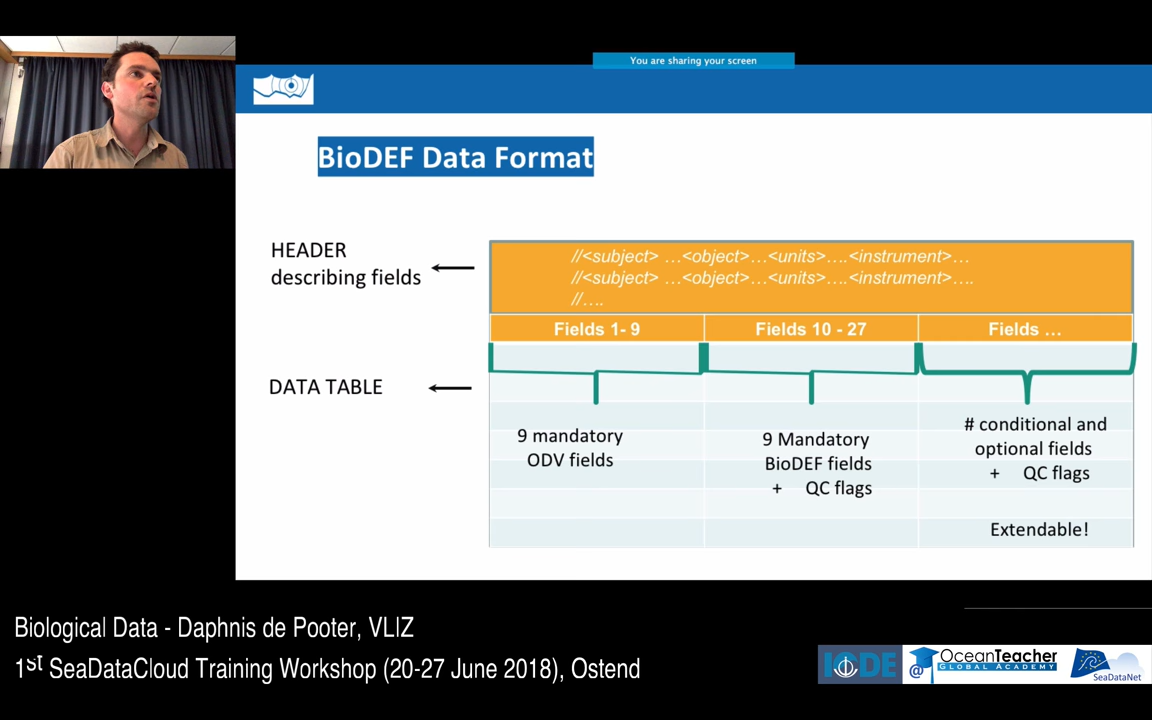 You are sharing your screen
BioDEF Data Format
HEADER
describing fields
//<subject> …<object>…<units>….<instrument>…
//<subject> …<object>…<units>….<instrument>….
//….
Fields 1- 9
Fields 10 - 27
Fields …
DATA TABLE
9 mandatory
ODV fields
9 Mandatory
BioDEF fields
+ QC flags
# conditional and
optional fields
+ QC flags
Extendable!
Biological Data - Daphnis de Pooter, VLIZ
1st SeaDataCloud Training Workshop (20-27 June 2018), Ostend
IODE
@
OceanTeacher
GLOBAL ACADEMY
SeaDataNet